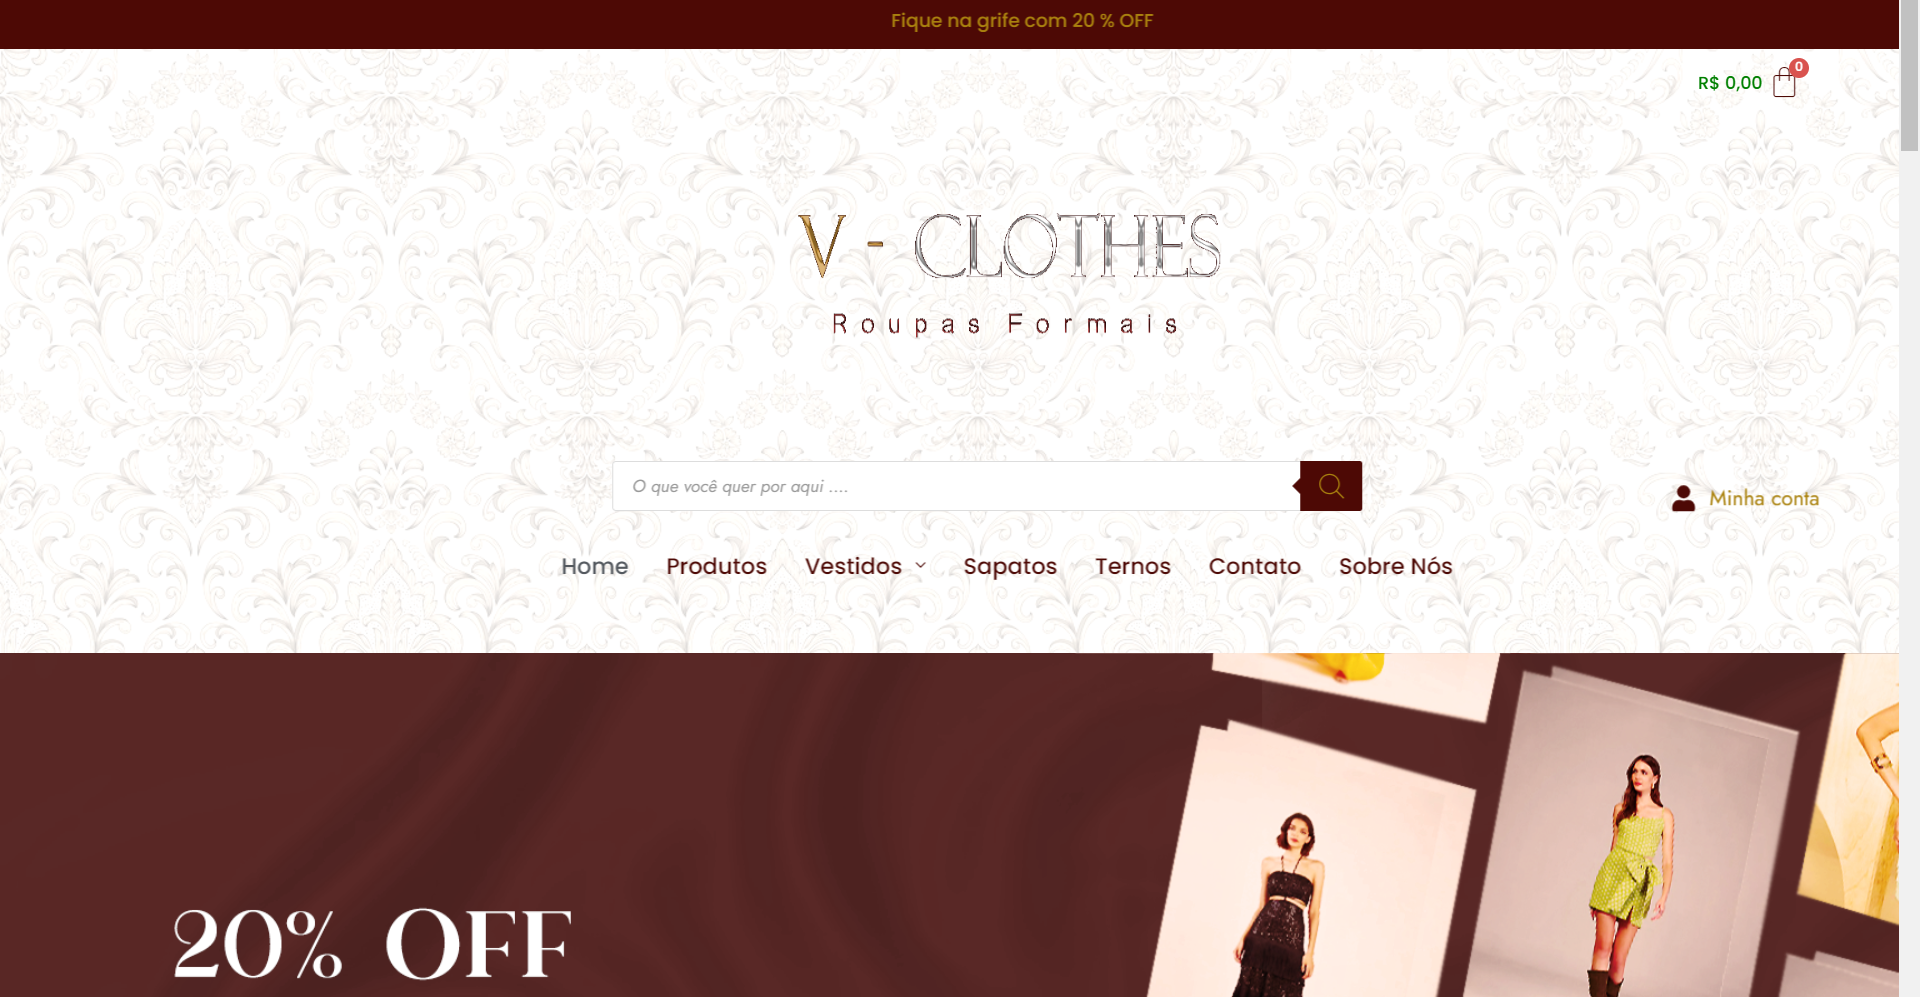 Fique na grife com 20 % OFF
R$ 0,00
0
V - CLOTHES
Roupas Formais
O que você quer por aqui ....
Minha conta
Home Produtos Vestidos Sapatos Ternos Contato Sobre Nós
20% OFF